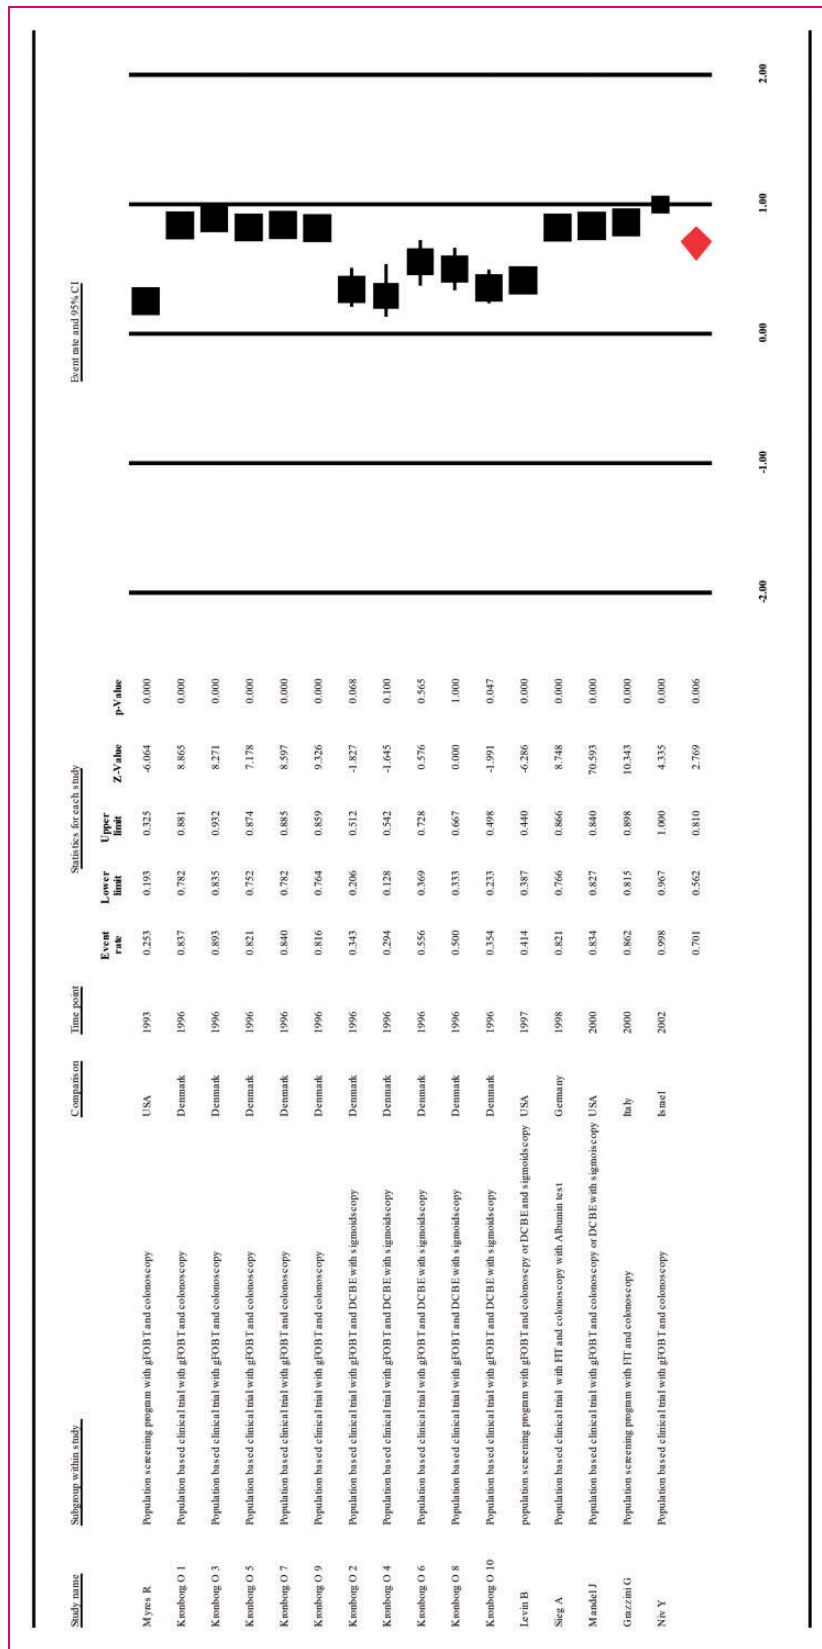 Study name Subgroup within study Comparison Time point Statistics for each study Event rate and 95% CI
Event rate Lower limit Upper limit Z-Value p-Value
Myres R Population screening program with gFOBT and colonoscopy USA 1993 0.253 0.193 0.325 -6.064 0.000
Kronborg O 1 Population based clinical trial with gFOBT and colonoscopy Denmark 1996 0.837 0.782 0.881 8.865 0.000
Kronborg O 3 Population based clinical trial with gFOBT and colonoscopy Denmark 1996 0.893 0.835 0.932 8.271 0.000
Kronborg O 5 Population based clinical trial with gFOBT and colonoscopy Denmark 1996 0.821 0.752 0.874 7.178 0.000
Kronborg O 7 Population based clinical trial with gFOBT and colonoscopy Denmark 1996 0.840 0.782 0.885 8.597 0.000
Kronborg O 9 Population based clinical trial with gFOBT and colonoscopy Denmark 1996 0.816 0.764 0.859 9.326 0.000
Kronborg O 2 Population based clinical trial with gFOBT and DCBE with sigmoidscopy Denmark 1996 0.343 0.206 0.512 -1.827 0.068
Kronborg O 4 Population based clinical trial with gFOBT and DCBE with sigmoidscopy Denmark 1996 0.294 0.128 0.542 -1.645 0.100
Kronborg O 6 Population based clinical trial with gFOBT and DCBE with sigmoidscopy Denmark 1996 0.556 0.369 0.728 0.576 0.565
Kronborg O 8 Population based clinical trial with gFOBT and DCBE with sigmoidscopy Denmark 1996 0.500 0.333 0.667 0.000 1.000
Kronborg O 10 Population based clinical trial with gFOBT and DCBE with sigmoidscopy Denmark 1996 0.354 0.233 0.498 -1.991 0.047
Levin B population screening program with gFOBT and colonoscopy or DCBE and sigmoidscopy USA 1997 0.414 0.387 0.440 -6.286 0.000
Sieg A Population based clinical trial with FIT and colonoscopy with Albumin test Germany 1998 0.821 0.766 0.866 8.748 0.000
Mandel J Population based clinical trial with gFOBT and colonoscopy or DCBE with sigmoiscopy USA 2000 0.834 0.827 0.840 70.593 0.000
Grazzini G Population screening program with FIT and colonoscopy Italy 2000 0.862 0.815 0.898 10.343 0.000
Niv Y Population based clinical trial with gFOBT and colonoscopy Israel 2002 0.998 0.967 1.000 4.335 0.000
0.701 0.562 0.810 2.769 0.006
-2.00 -1.00 0.00 1.00 2.00